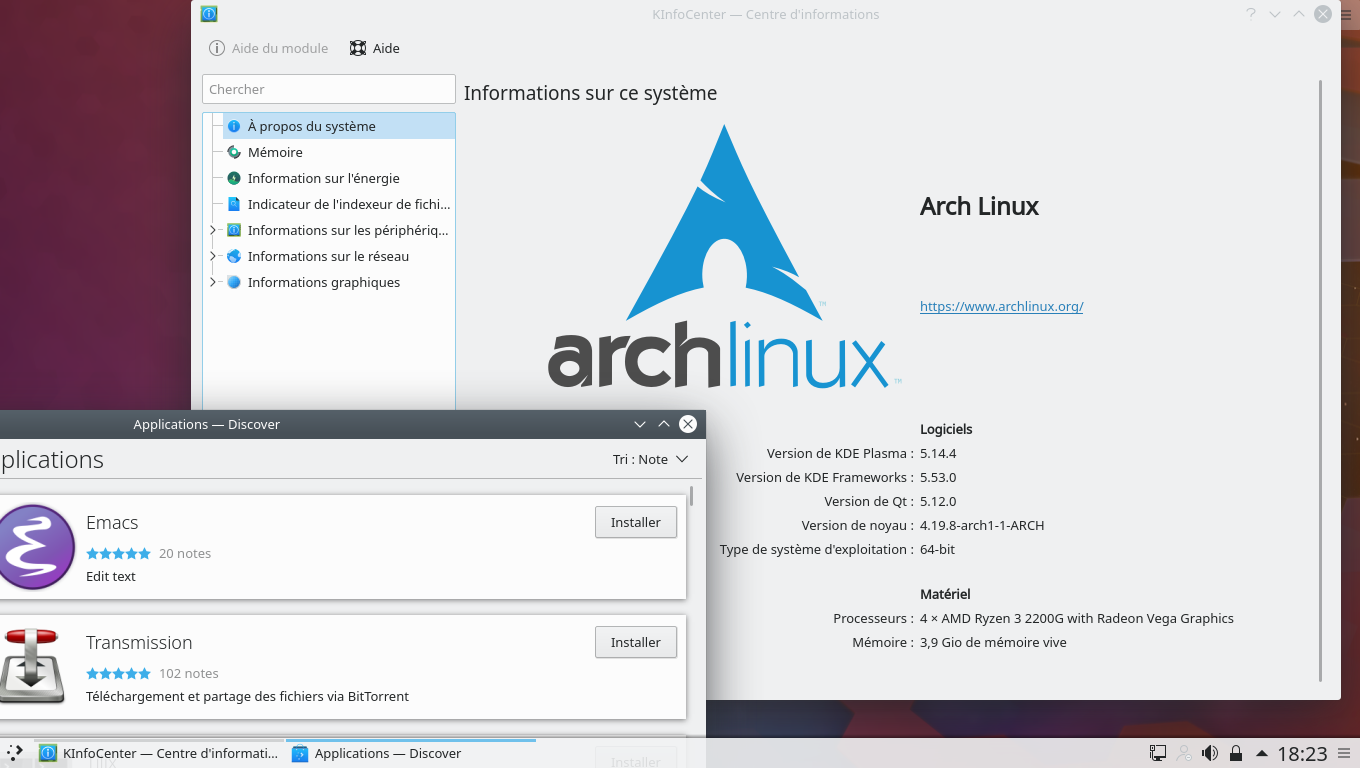 KInfoCenter — Centre d'informations
Aide du module
Aide
Chercher
À propos du système
Mémoire
Information sur l'énergie
Indicateur de l'indexeur de fichi...
Informations sur les périphériq...
Informations sur le réseau
Informations graphiques
Informations sur ce système
archlinux
TM
TM
Arch Linux
https://www.archlinux.org/
Logiciels
Version de KDE Plasma : 5.14.4
Version de KDE Frameworks : 5.53.0
Version de Qt : 5.12.0
Version de noyau : 4.19.8-arch1-1-ARCH
Type de système d'exploitation : 64-bit
Matériel
Processeurs : 4 × AMD Ryzen 3 2200G with Radeon Vega Graphics
Mémoire : 3,9 Gio de mémoire vive
Applications — Discover
plications
Tri : Note
Emacs
20 notes
Edit text
Installer
Transmission
102 notes
Téléchargement et partage des fichiers via BitTorrent
Installer
Installer
KInfoCenter — Centre d'informati...
Applications — Discover
18:23